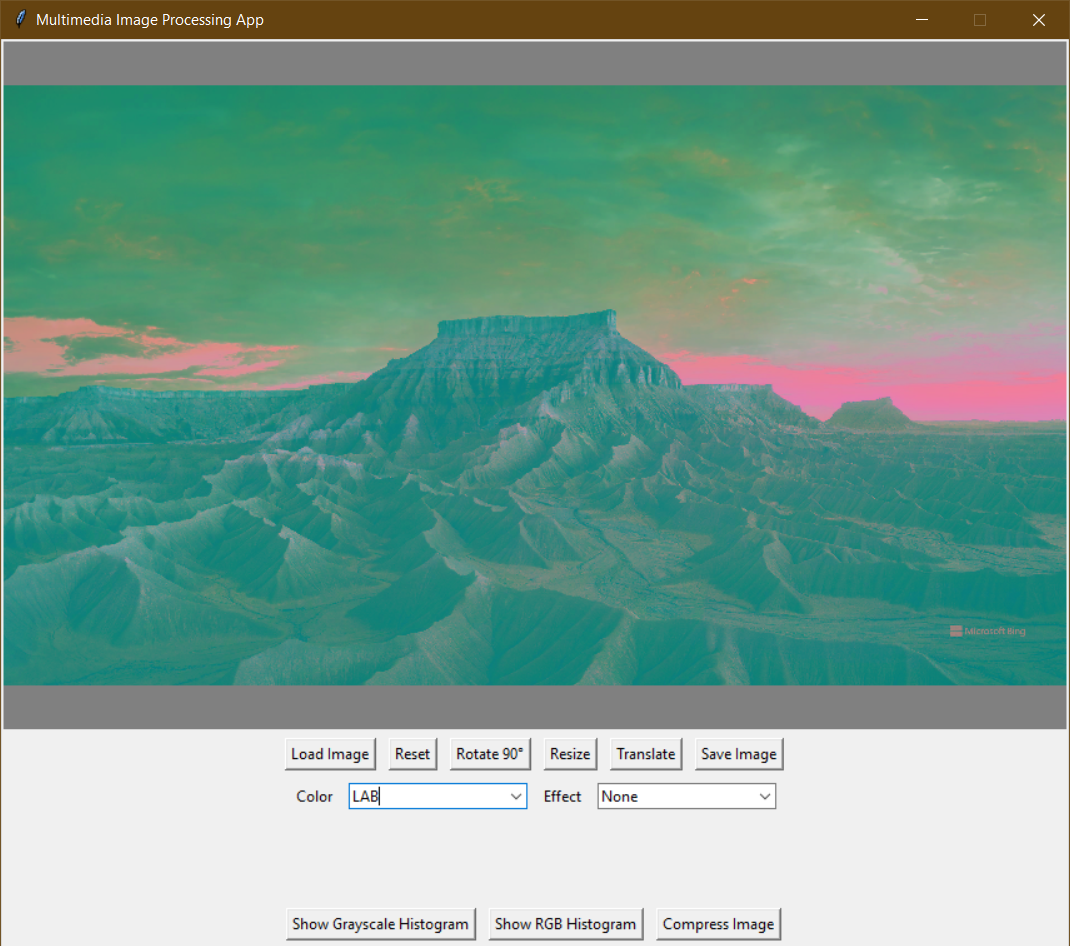 Multimedia Image Processing App
Microsoft Bing
Load Image Reset Rotate 90° Resize Translate Save Image
Color LAB Effect None
Show Grayscale Histogram Show RGB Histogram Compress Image